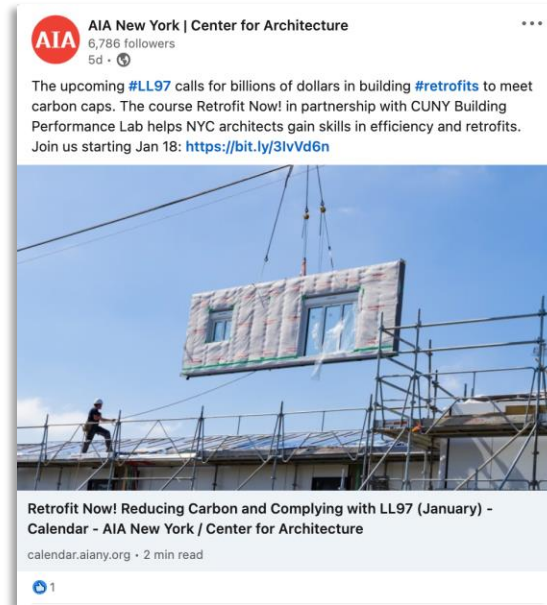 AIA
AIA New York | Center for Architecture
6,786 followers
5d •
The upcoming #LL97 calls for billions of dollars in building #retrofits to meet
carbon caps. The course Retrofit Now! in partnership with CUNY Building
Performance Lab helps NYC architects gain skills in efficiency and retrofits.
Join us starting Jan 18: https://bit.ly/3IvVd6n
Retrofit Now! Reducing Carbon and Complying with LL97 (January) -
Calendar - AIA New York / Center for Architecture
calendar.aiany.org • 2 min read
1